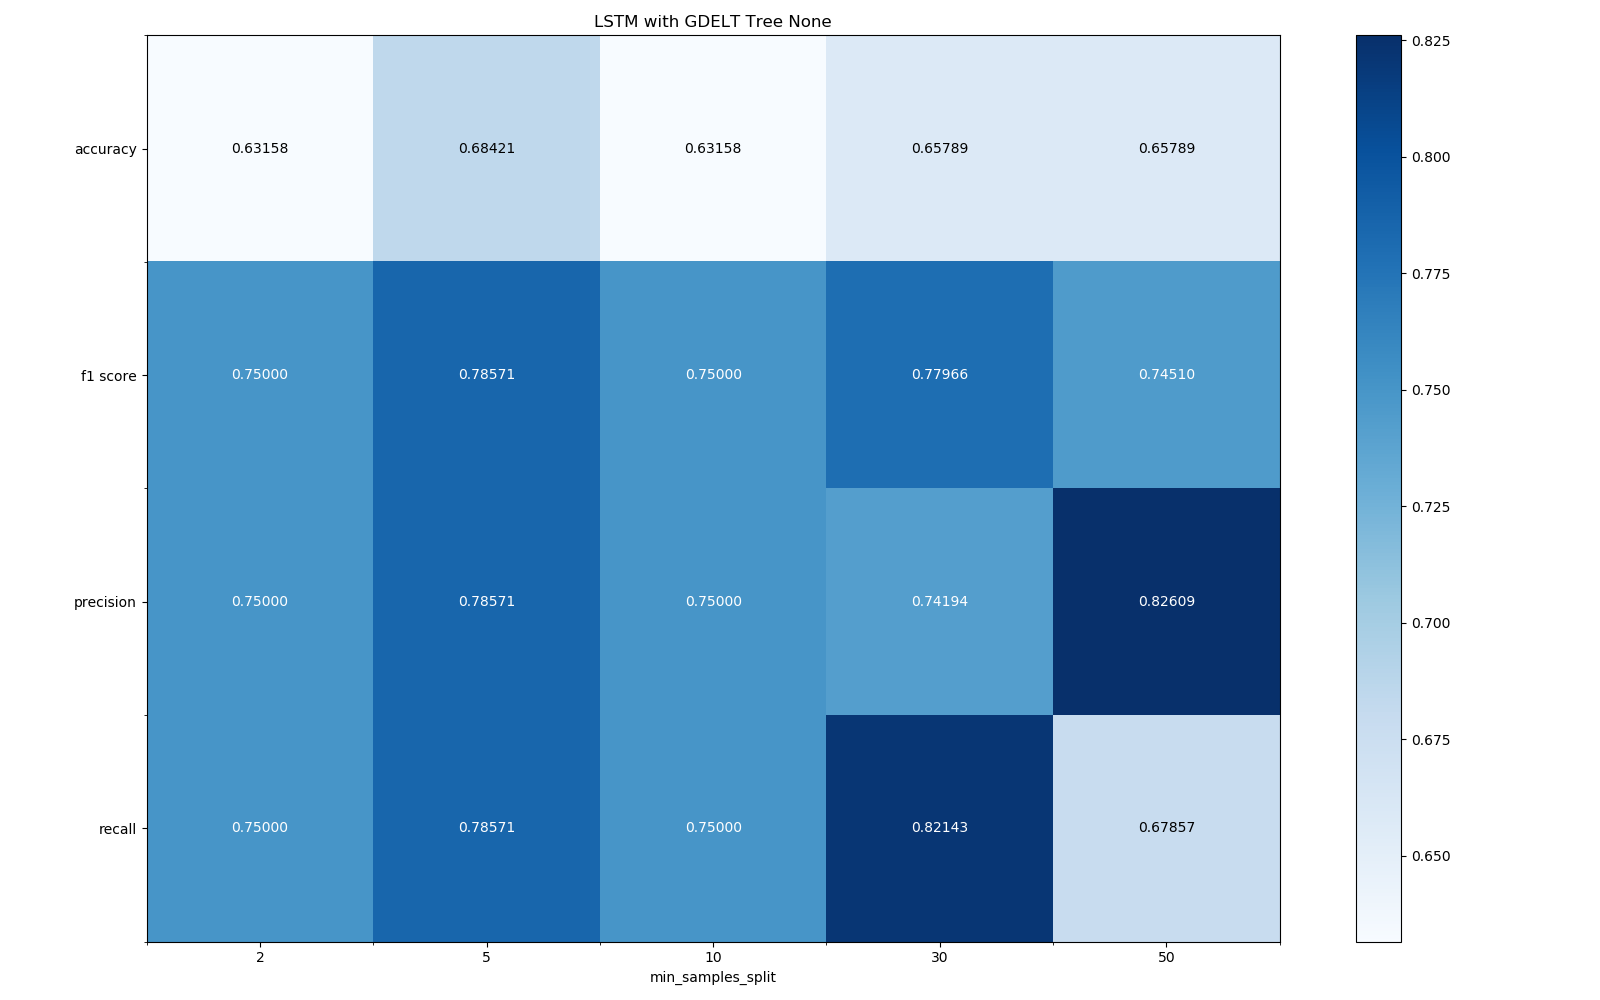 LSTM with GDELT Tree None
accuracy 0.63158 0.68421 0.63158 0.65789 0.65789
f1 score 0.75000 0.78571 0.75000 0.77966 0.74510
precision 0.75000 0.78571 0.75000 0.74194 0.82609
recall 0.75000 0.78571 0.75000 0.82143 0.67857
2 5 10 30 50
min_samples_split
0.825
0.800
0.775
0.750
0.725
0.700
0.675
0.650